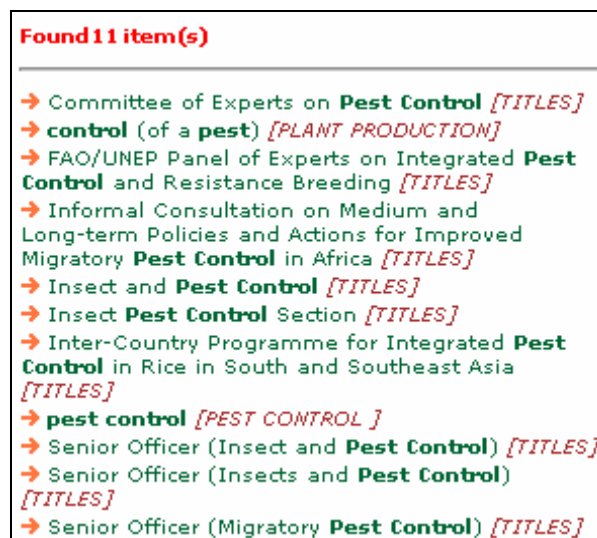 Found 11 item(s)
→ Committee of Experts on Pest Control [TITLES]
→ control (of a pest) [PLANT PRODUCTION]
→ FAO/UNEP Panel of Experts on Integrated Pest
Control and Resistance Breeding [TITLES]
→ Informal Consultation on Medium and
Long-term Policies and Actions for Improved
Migratory Pest Control in Africa [TITLES]
→ Insect and Pest Control [TITLES]
→ Insect Pest Control Section [TITLES]
→ Inter-Country Programme for Integrated Pest
Control in Rice in South and Southeast Asia
[TITLES]
→ pest control [PEST CONTROL ]
→ Senior Officer (Insect and Pest Control) [TITLES]
→ Senior Officer (Insects and Pest Control)
[TITLES]
→ Senior Officer (Migratory Pest Control) [TITLES]